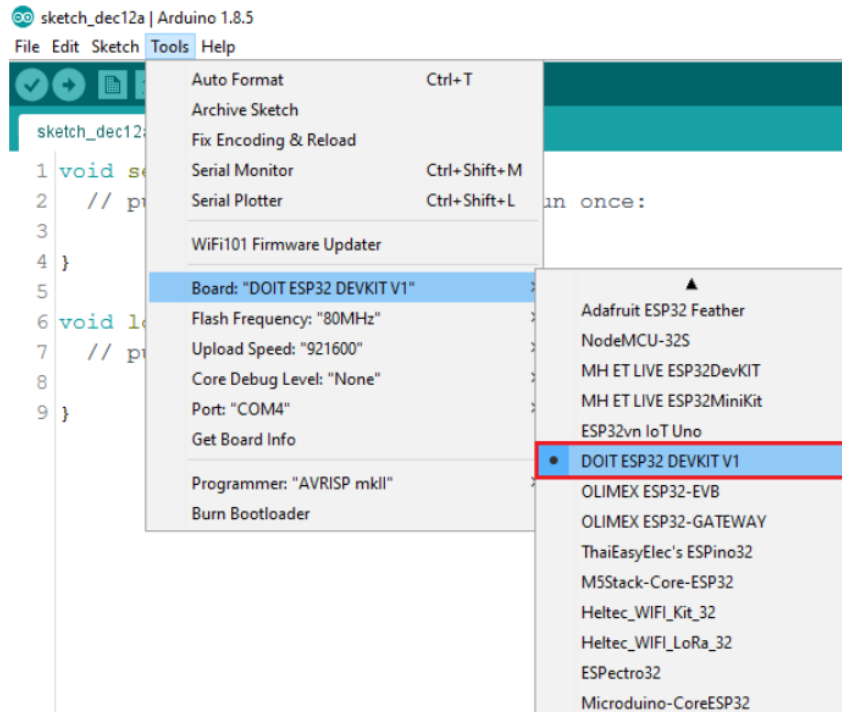 sketch_dec12a | Arduino 1.8.5
File Edit Sketch Tools Help
sketch_dec12a
Auto Format Ctrl+T
Archive Sketch
Fix Encoding & Reload
Serial Monitor Ctrl+Shift+M
Serial Plotter Ctrl+Shift+L
WiFi101 Firmware Updater
Board: "DOIT ESP32 DEVKIT V1"
Flash Frequency: "80MHz"
Upload Speed: "921600"
Core Debug Level: "None"
Port: "COM4"
Get Board Info
Programmer: "AVRISP mkII"
Burn Bootloader
1 void
2 // un once:
3
4 }
5
6 void
7 //
8
9 }
Adafruit ESP32 Feather
NodeMCU-32S
MH ET LIVE ESP32DevKIT
MH ET LIVE ESP32MiniKit
ESP32vn IoT Uno
DOIT ESP32 DEVKIT V1
OLIMEX ESP32-EVB
OLIMEX ESP32-GATEWAY
ThaiEasyElec's ESPino32
M5Stack-Core-ESP32
Heltec_WIFI_Kit_32
Heltec_WIFI_LoRa_32
ESPectro32
Microduino-CoreESP32